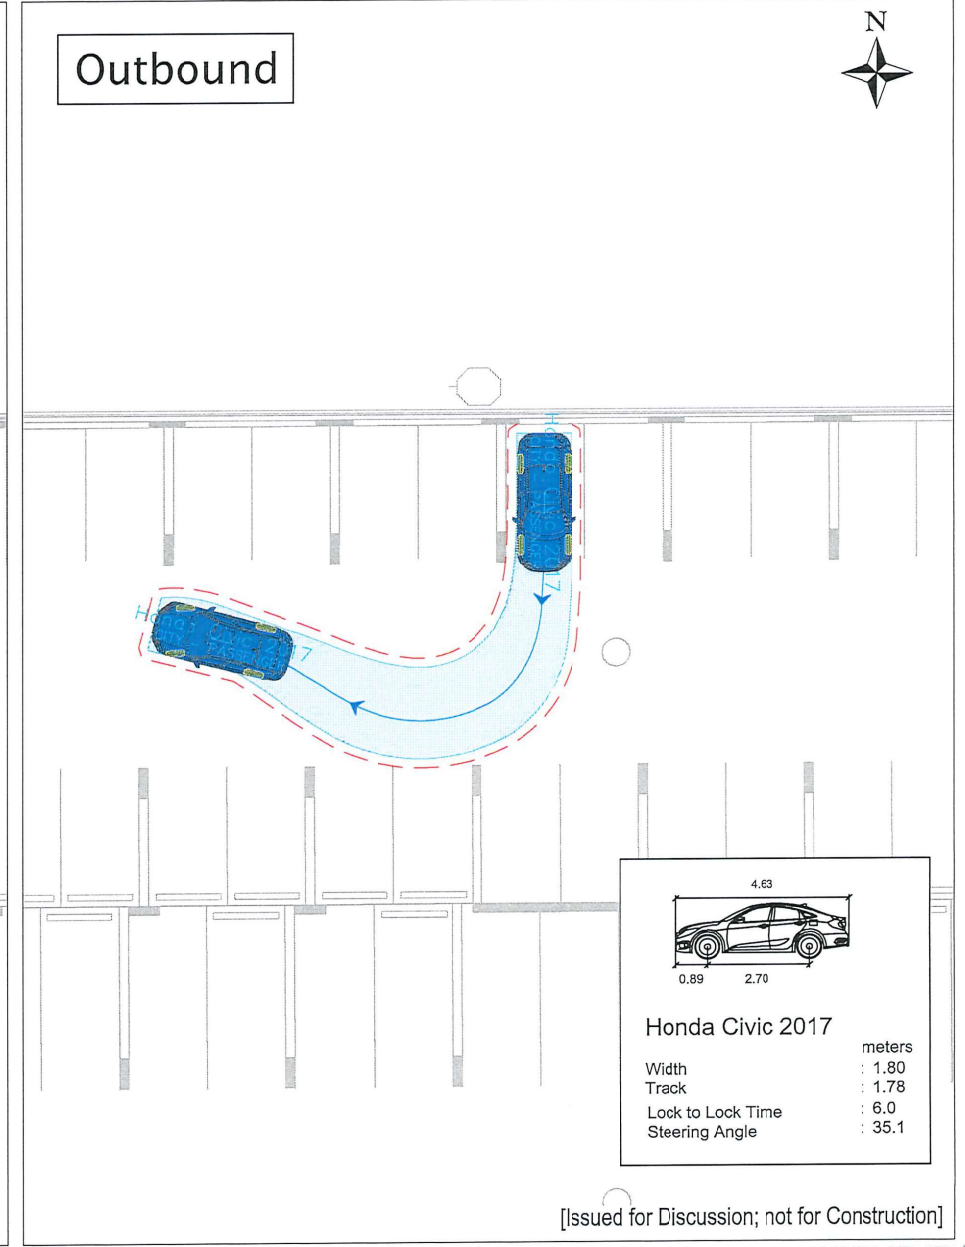 Outbound
N
4.63
0.89
2.70
Honda Civic 2017
meters
Width : 1.80
Track : 1.78
Lock to Lock Time : 6.0
Steering Angle : 35.1
[Issued for Discussion; not for Construction]